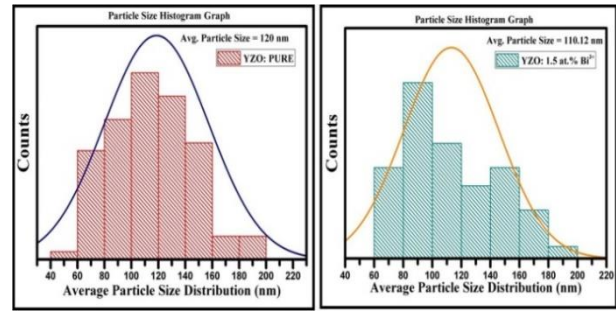 Particle Size Histogram Graph
Avg. Particle Size = 120 nm
YZO: PURE
Counts
40 60 80 100 120 140 160 180 200 220
Average Particle Size Distribution (nm)
Particle Size Histogram Graph
Avg. Particle Size = 110.12 nm
YZO: 1.5 at.% Bi³⁺
Counts
40 60 80 100 120 140 160 180 200 220
Average Particle Size Distribution (nm)